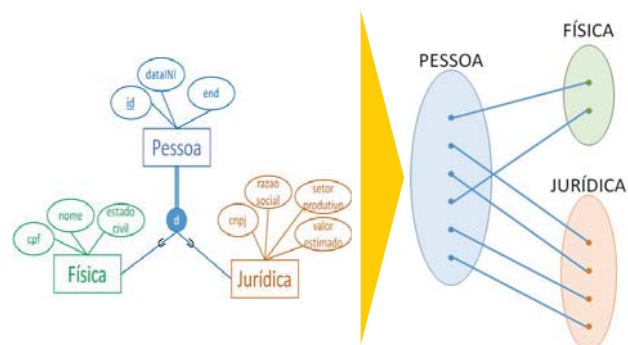 dataINI
id
end
Pessoa
d
cpf
nome
estado
civil
Física
cnpj
razao
social
setor
produtivo
valor
estimado
Jurídica
PESSOA
FÍSICA
JURÍDICA